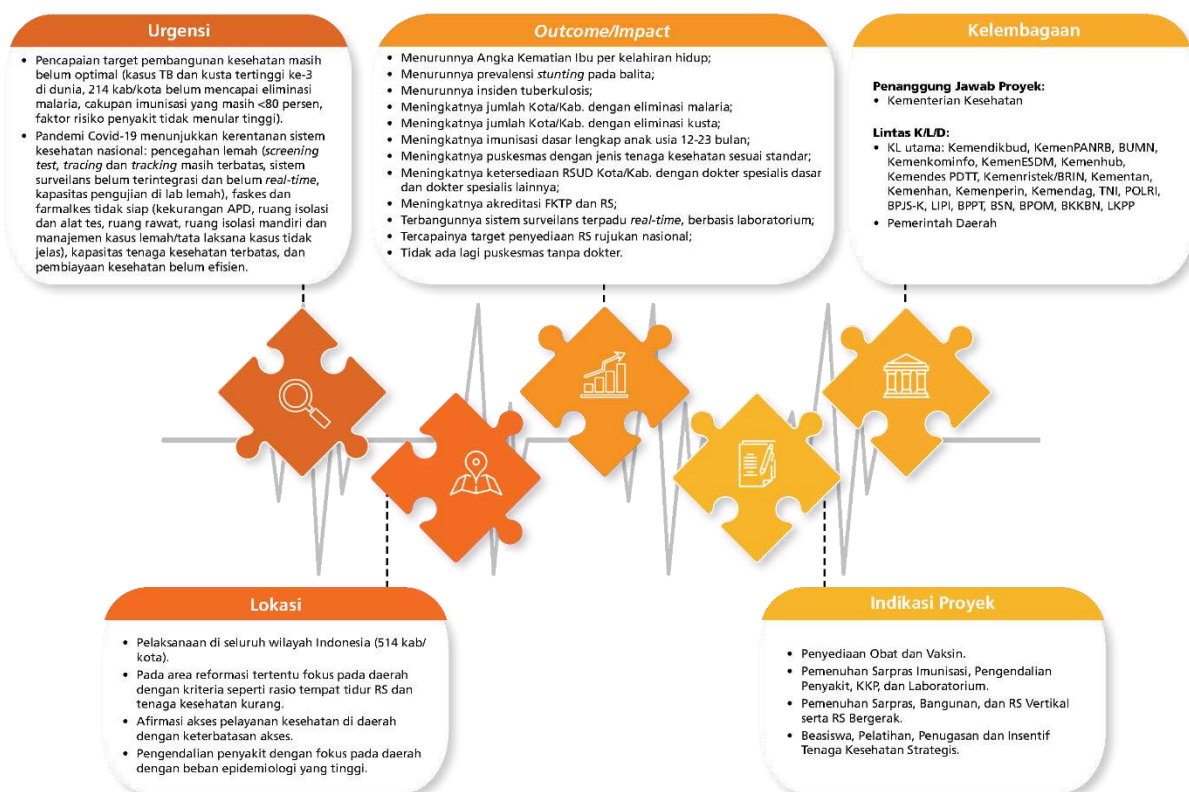 Urgensi
• Pencapaian target pembangunan kesehatan masih
belum optimal (kasus TB dan kusta tertinggi ke-3
di dunia, 214 kab/kota belum mencapai eliminasi
malaria, cakupan imunisasi yang masih <80 persen,
faktor risiko penyakit tidak menular tinggi).
• Pandemi Covid-19 menunjukkan kerentanan sistem
kesehatan nasional: pencegahan lemah (screening
test, tracing dan tracking masih terbatas, sistem
surveilans belum terintegrasi dan belum real-time,
kapasitas pengujian di lab lemah), faskes dan
farmalkes tidak siap (kekurangan APD, ruang isolasi
dan alat tes, ruang rawat, ruang isolasi mandiri dan
manajemen kasus lemah/tata laksana kasus tidak
jelas), kapasitas tenaga kesehatan terbatas, dan
pembiayaan kesehatan belum efisien.
Outcome/Impact
• Menurunnya Angka Kematian Ibu per kelahiran hidup;
• Menurunnya prevalensi stunting pada balita;
• Menurunnya insiden tuberkulosis;
• Meningkatnya jumlah Kota/Kab. dengan eliminasi malaria;
• Meningkatnya jumlah Kota/Kab. dengan eliminasi kusta;
• Meningkatnya imunisasi dasar lengkap anak usia 12-23 bulan;
• Meningkatnya puskesmas dengan jenis tenaga kesehatan sesuai standar;
• Meningkatnya ketersediaan RSUD Kota/Kab. dengan dokter spesialis dasar
dan dokter spesialis lainnya;
• Meningkatnya akreditasi FKTP dan RS;
• Terbangunnya sistem surveilans terpadu real-time, berbasis laboratorium;
• Tercapainya target penyediaan RS rujukan nasional;
• Tidak ada lagi puskesmas tanpa dokter.
Kelembagaan
Penanggung Jawab Proyek:
• Kementerian Kesehatan
Lintas K/L/D:
• KL utama: Kemendikbud, KemenPANRB, BUMN,
Kemenkominfo, KemenESDM, Kemenhub,
Kemendes PDTT, Kemenristek/BRIN, Kementan,
Kemenhan, Kemenperin, Kemendag, TNI, POLRI,
BPJS-K, LIPI, BPPT, BSN, BPOM, BKKBN, LKPP
• Pemerintah Daerah
Lokasi
• Pelaksanaan di seluruh wilayah Indonesia (514 kab/
kota).
• Pada area reformasi tertentu fokus pada daerah
dengan kriteria seperti rasio tempat tidur RS dan
tenaga kesehatan kurang.
• Afirmasi akses pelayanan kesehatan di daerah
dengan keterbatasan akses.
• Pengendalian penyakit dengan fokus pada daerah
dengan beban epidemiologi yang tinggi.
Indikasi Proyek
• Penyediaan Obat dan Vaksin.
• Pemenuhan Sarpras Imunisasi, Pengendalian
Penyakit, KKP, dan Laboratorium.
• Pemenuhan Sarpras, Bangunan, dan RS Vertikal
serta RS Bergerak.
• Beasiswa, Pelatihan, Penugasan dan Insentif
Tenaga Kesehatan Strategis.